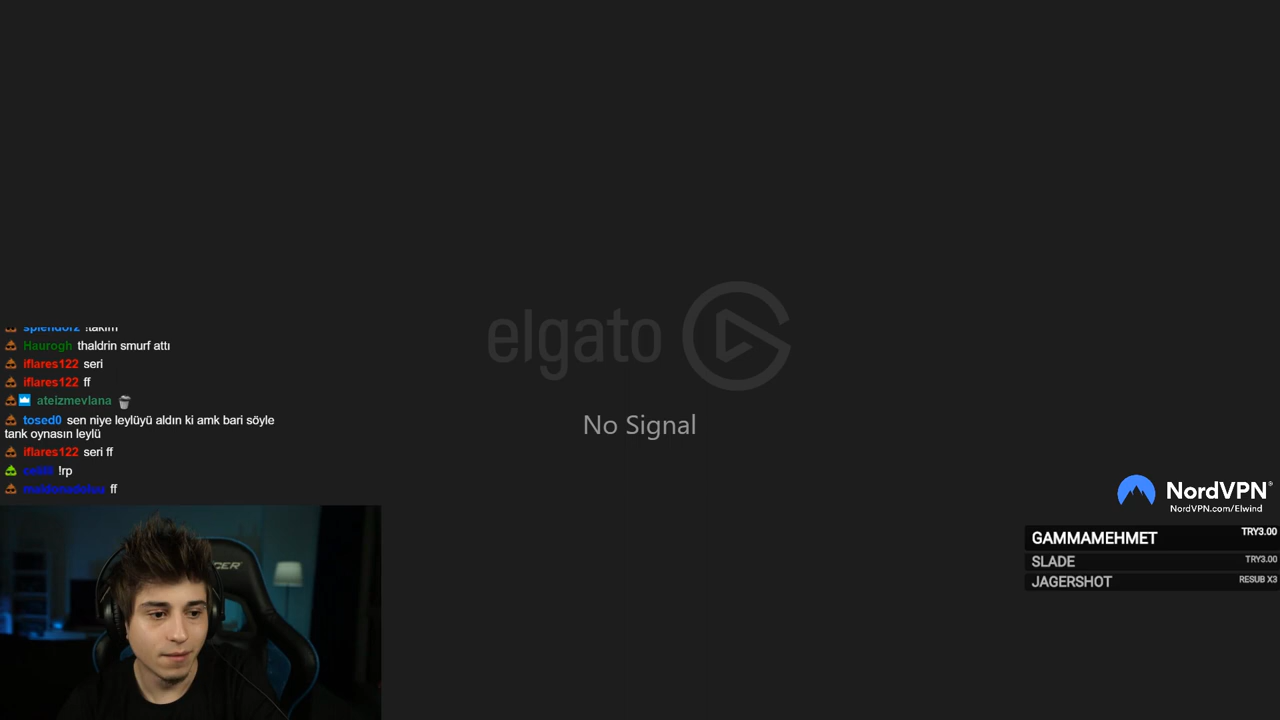 elgato
No Signal
!takım
Haurogh thaldrin smurf attı
iflares122 seri
iflares122 ff
ateizmevlana
tosed0 sen niye leylüyü aldın ki amk bari söyle
tank oynasın leylü
iflares122 seri ff
!rp
ff
NordVPN®
NordVPN.com/Elwind
GAMMAMEHMET TRY3.00
SLADE TRY3.00
JAGERSHOT RESUB X3